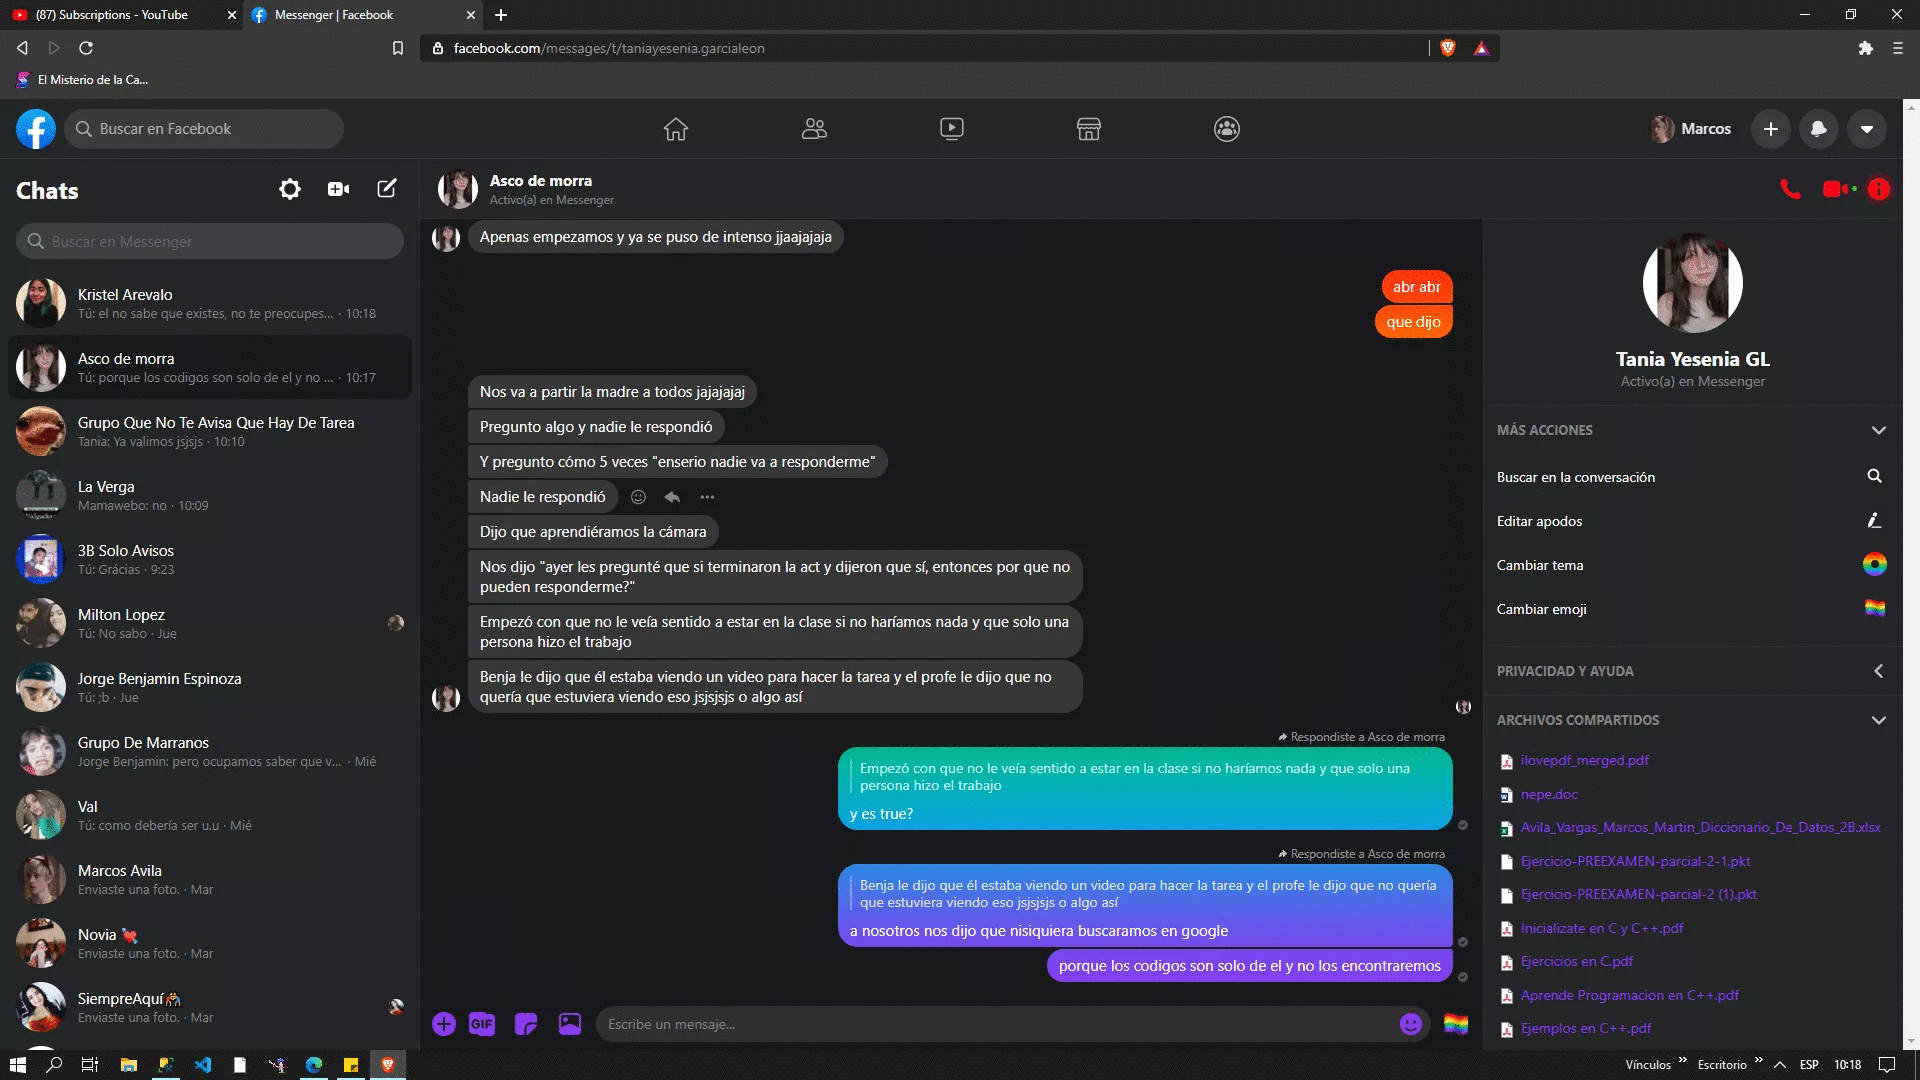 (87) Subscriptions - YouTube
Messenger | Facebook
facebook.com/messages/t/taniayesenia.garcialeon
El Misterio de la Ca...
Buscar en Facebook
Marcos
Chats
Buscar en Messenger
Kristel Arevalo
Tú: el no sabe que existes, no te preocupes... · 10:18
Asco de morra
Tú: porque los codigos son solo de el y no ... · 10:17
Grupo Que No Te Avisa Que Hay De Tarea
Tania: Ya valimos jsjsjs · 10:10
La Verga
Mamawebo: no · 10:09
3B Solo Avisos
Tú: Grácias · 9:23
Milton Lopez
Tú: No sabo · Jue
Jorge Benjamin Espinoza
Tú: ;b · Jue
Grupo De Marranos
Jorge Benjamin: pero ocupamos saber que v... · Mié
Val
Tú: como debería ser u.u · Mié
Marcos Avila
Enviaste una foto. · Mar
Novia 💘
Enviaste una foto. · Mar
SiempreAquí
Enviaste una foto. · Mar
Asco de morra
Activo(a) en Messenger
Apenas empezamos y ya se puso de intenso jjaajajaja
abr abr
que dijo
Nos va a partir la madre a todos jajajajaj
Pregunto algo y nadie le respondió
Y pregunto cómo 5 veces "enserio nadie va a responderme"
Nadie le respondió
Dijo que aprendiéramos la cámara
Nos dijo "ayer les pregunté que si terminaron la act y dijeron que sí, entonces por que no
pueden responderme?"
Empezó con que no le veía sentido a estar en la clase si no haríamos nada y que solo una
persona hizo el trabajo
Benja le dijo que él estaba viendo un video para hacer la tarea y el profe le dijo que no
quería que estuviera viendo eso jsjsjsjs o algo así
Respondiste a Asco de morra
Empezó con que no le veía sentido a estar en la clase si no haríamos nada y que solo una
persona hizo el trabajo
y es true?
Respondiste a Asco de morra
Benja le dijo que él estaba viendo un video para hacer la tarea y el profe le dijo que no quería
que estuviera viendo eso jsjsjsjs o algo así
a nosotros nos dijo que nisiquiera buscaramos en google
porque los codigos son solo de el y no los encontraremos
GIF
Escribe un mensaje...
Tania Yesenia GL
Activo(a) en Messenger
MÁS ACCIONES
Buscar en la conversación
Editar apodos
Cambiar tema
Cambiar emoji
PRIVACIDAD Y AYUDA
ARCHIVOS COMPARTIDOS
ilovepdf_merged.pdf
nepe.doc
Avila_Vargas_Marcos_Martin_Diccionario_De_Datos_2B.xlsx
Ejercicio-PREEXAMEN-parcial-2-1.pkt
Ejercicio-PREEXAMEN-parcial-2 (1).pkt
Inicializate en C y C++.pdf
Ejercicios en C.pdf
Aprende Programacion en C++.pdf
Ejemplos en C++.pdf
Vínculos
Escritorio
ESP
10:18